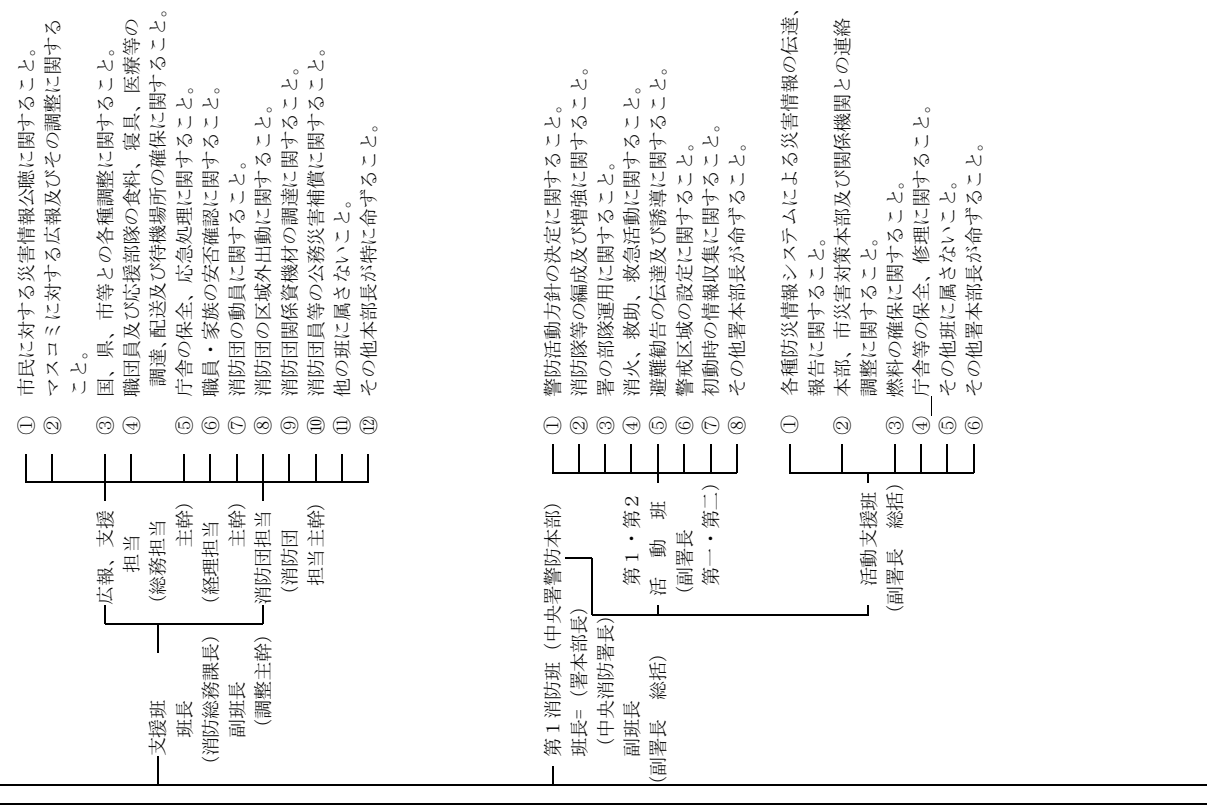 支援班
班長
(消防総務課長)
副班長
(調整主幹)
広報、支援
担当
(総務担当
主幹)
(経理担当
主幹)
消防団担当
(消防団
担当主幹)
① 市民に対する災害情報公聴に関すること。
② マスコミに対する広報及びその調整に関する
こと。
③ 国、県、市等との各種調整に関すること。
④ 職団員及び応援部隊の食料、寝具、医療等の
調達、配送及び待機場所の確保に関すること。
⑤ 庁舎の保全、応急処理に関すること。
⑥ 職員・家族の安否確認に関すること。
⑦ 消防団の動員に関すること。
⑧ 消防団の区域外出動に関すること。
⑨ 消防団関係資機材の調達に関すること。
⑩ 消防団員等の公務災害補償に関すること。
⑪ 他の班に属さないこと。
⑫ その他本部長が特に命ずること。
第1消防班(中央署警防本部)
班長=(署本部長)
(中央消防署長)
副班長
(副署長 総括)
第1・第2
活動班
(副署長
第一・第二)
① 警防活動方針の決定に関すること。
② 消防隊等の編成及び増強に関すること。
③ 署の部隊運用に関すること。
④ 消火、救助、救急活動に関すること。
⑤ 避難勧告の伝達及び誘導に関すること。
⑥ 警戒区域の設定に関すること。
⑦ 初動時の情報収集に関すること。
⑧ その他署本部長が命ずること。
活動支援班
(副署長 総括)
① 各種防災情報システムによる災害情報の伝達、
報告に関すること。
② 本部、市災害対策本部及び関係機関との連絡
調整に関すること。
③ 燃料の確保に関すること。
④ 庁舎等の保全、修理に関すること。
⑤ その他班に属さないこと。
⑥ その他署本部長が命ずること。